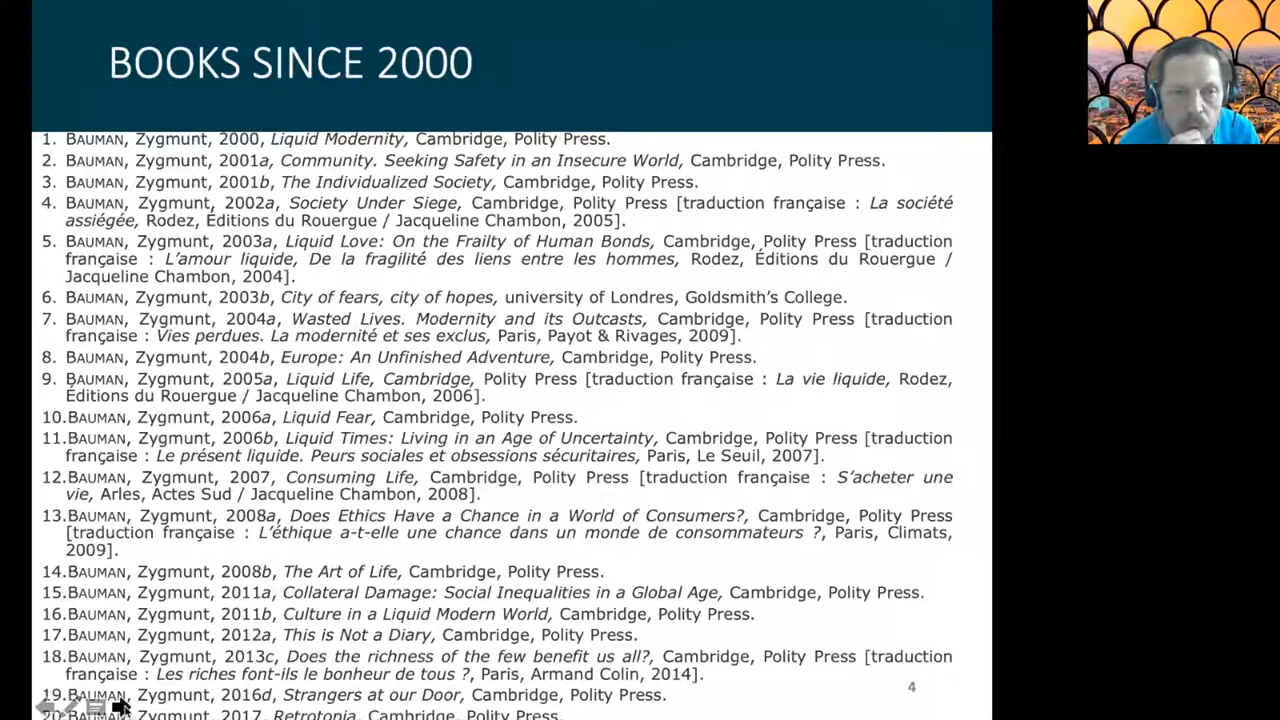 BOOKS SINCE 2000
1. BAUMAN, Zygmunt, 2000, Liquid Modernity, Cambridge, Polity Press.
2. BAUMAN, Zygmunt, 2001a, Community. Seeking Safety in an Insecure World, Cambridge, Polity Press.
3. BAUMAN, Zygmunt, 2001b, The Individualized Society, Cambridge, Polity Press.
4. BAUMAN, Zygmunt, 2002a, Society Under Siege, Cambridge, Polity Press [traduction française : La société
assiégée, Rodez, Éditions du Rouergue / Jacqueline Chambon, 2005].
5. BAUMAN, Zygmunt, 2003a, Liquid Love: On the Frailty of Human Bonds, Cambridge, Polity Press [traduction
française : L’amour liquide, De la fragilité des liens entre les hommes, Rodez, Éditions du Rouergue /
Jacqueline Chambon, 2004].
6. BAUMAN, Zygmunt, 2003b, City of fears, city of hopes, university of Londres, Goldsmith’s College.
7. BAUMAN, Zygmunt, 2004a, Wasted Lives. Modernity and its Outcasts, Cambridge, Polity Press [traduction
française : Vies perdues. La modernité et ses exclus, Paris, Payot & Rivages, 2009].
8. BAUMAN, Zygmunt, 2004b, Europe: An Unfinished Adventure, Cambridge, Polity Press.
9. BAUMAN, Zygmunt, 2005a, Liquid Life, Cambridge, Polity Press [traduction française : La vie liquide, Rodez,
Éditions du Rouergue / Jacqueline Chambon, 2006].
10.BAUMAN, Zygmunt, 2006a, Liquid Fear, Cambridge, Polity Press.
11.BAUMAN, Zygmunt, 2006b, Liquid Times: Living in an Age of Uncertainty, Cambridge, Polity Press [traduction
française : Le présent liquide. Peurs sociales et obsessions sécuritaires, Paris, Le Seuil, 2007].
12.BAUMAN, Zygmunt, 2007, Consuming Life, Cambridge, Polity Press [traduction française : S’acheter une
vie, Arles, Actes Sud / Jacqueline Chambon, 2008].
13.BAUMAN, Zygmunt, 2008a, Does Ethics Have a Chance in a World of Consumers?, Cambridge, Polity Press
[traduction française : L’éthique a-t-elle une chance dans un monde de consommateurs ?, Paris, Climats,
2009].
14.BAUMAN, Zygmunt, 2008b, The Art of Life, Cambridge, Polity Press.
15.BAUMAN, Zygmunt, 2011a, Collateral Damage: Social Inequalities in a Global Age, Cambridge, Polity Press.
16.BAUMAN, Zygmunt, 2011b, Culture in a Liquid Modern World, Cambridge, Polity Press.
17.BAUMAN, Zygmunt, 2012a, This is Not a Diary, Cambridge, Polity Press.
18.BAUMAN, Zygmunt, 2013c, Does the richness of the few benefit us all?, Cambridge, Polity Press [traduction
française : Les riches font-ils le bonheur de tous ?, Paris, Armand Colin, 2014].
19.BAUMAN, Zygmunt, 2016d, Strangers at our Door, Cambridge, Polity Press.
20.BAUMAN, Zygmunt, 2017, Retrotopia, Cambridge, Polity Press.
4